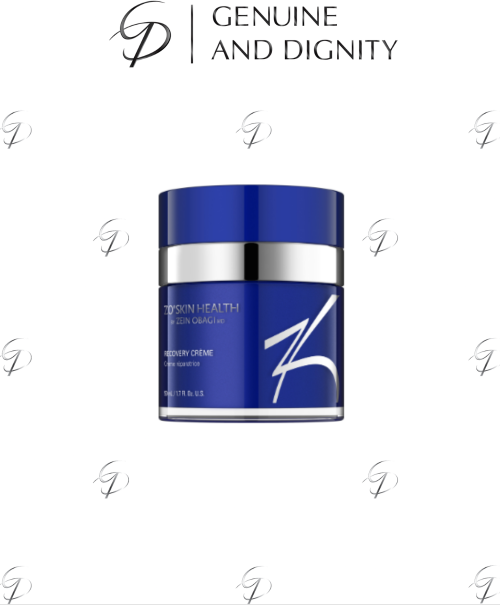 GENUINE
AND DIGNITY
ZO® SKIN HEALTH
BY ZEIN OBAGI MD
RECOVERY CRÈME
Crème réparatrice
50 mL / 1.7 Fl. Oz. U.S.